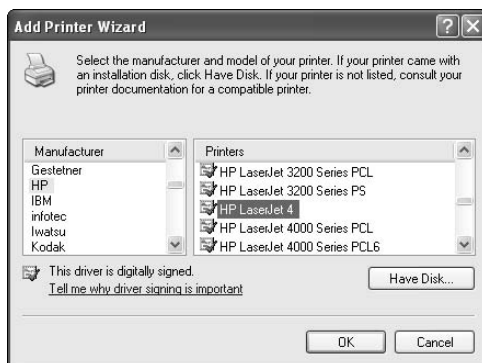 Add Printer Wizard
Select the manufacturer and model of your printer. If your printer came with
an installation disk, click Have Disk. If your printer is not listed, consult your
printer documentation for a compatible printer.
Manufacturer
Gestetner
HP
IBM
infotec
Iwatsu
Kodak
Printers
HP LaserJet 3200 Series PCL
HP LaserJet 3200 Series PS
HP LaserJet 4
HP LaserJet 4000 Series PCL
HP LaserJet 4000 Series PCL6
This driver is digitally signed.
Tell me why driver signing is important
Have Disk...
OK
Cancel